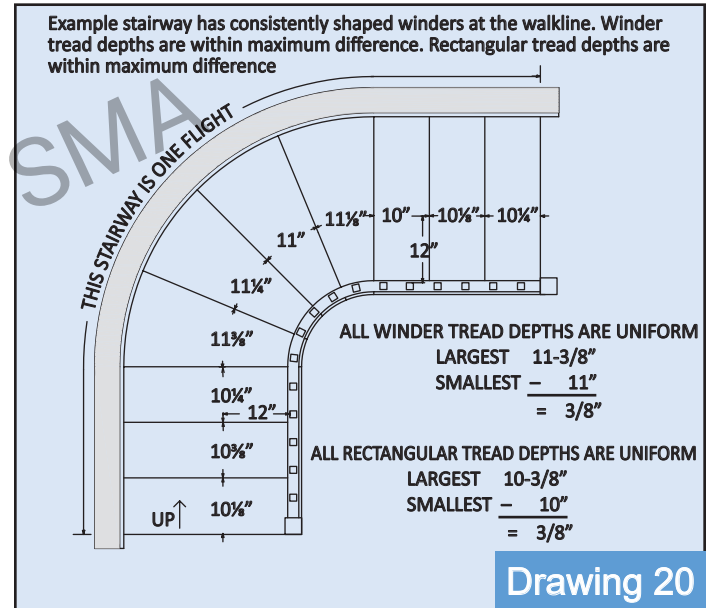 Example stairway has consistently shaped winders at the walkline. Winder
tread depths are within maximum difference. Rectangular tread depths are
within maximum difference
SMA
THIS STAIRWAY IS ONE FLIGHT
11⅛”
10”
10⅛”
10¼”
11”
12”
11¼”
11⅜”
10¼”
12”
10⅜”
10⅛”
UP
ALL WINDER TREAD DEPTHS ARE UNIFORM
LARGEST 11-3/8”
SMALLEST – 11”
= 3/8”
ALL RECTANGULAR TREAD DEPTHS ARE UNIFORM
LARGEST 10-3/8”
SMALLEST – 10”
= 3/8”
Drawing 20